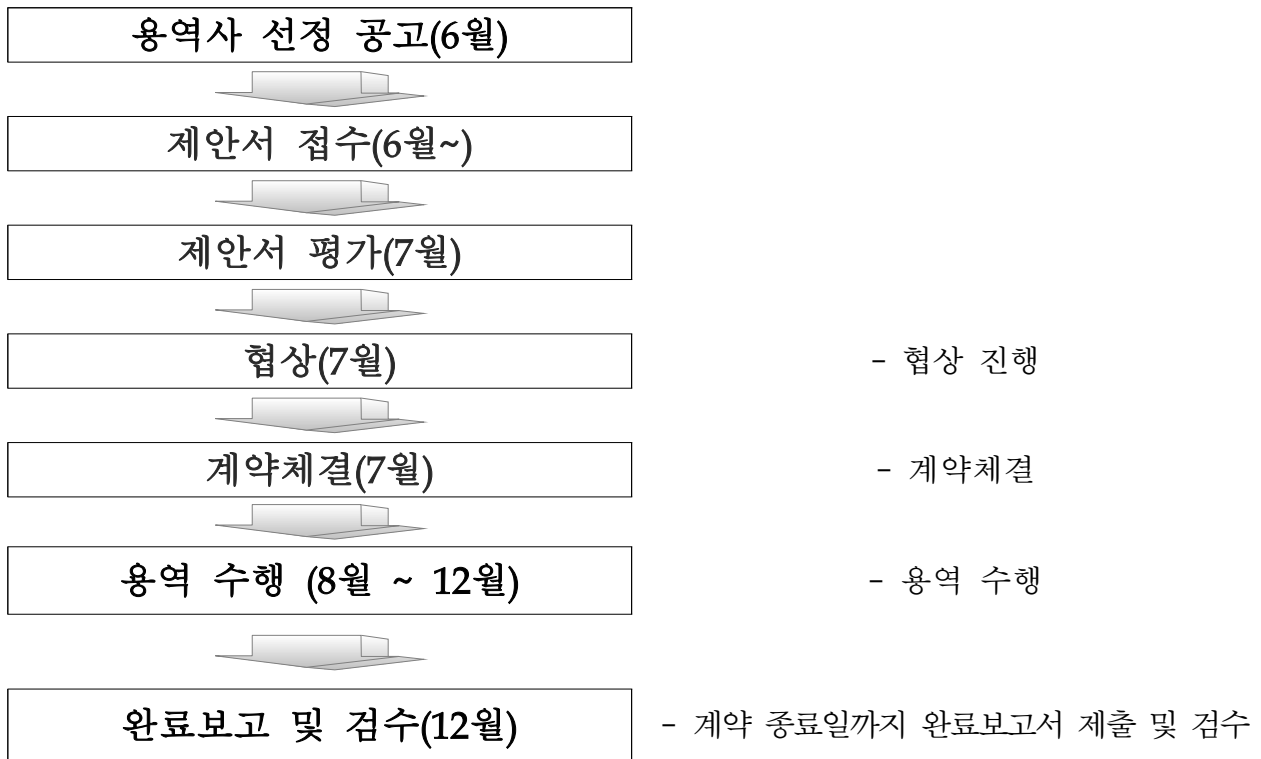 용역사 선정 공고(6월)
제안서 접수(6월~)
제안서 평가(7월)
협상(7월)
- 협상 진행
계약체결(7월)
- 계약체결
용역 수행 (8월 ~ 12월)
- 용역 수행
완료보고 및 검수(12월)
- 계약 종료일까지 완료보고서 제출 및 검수